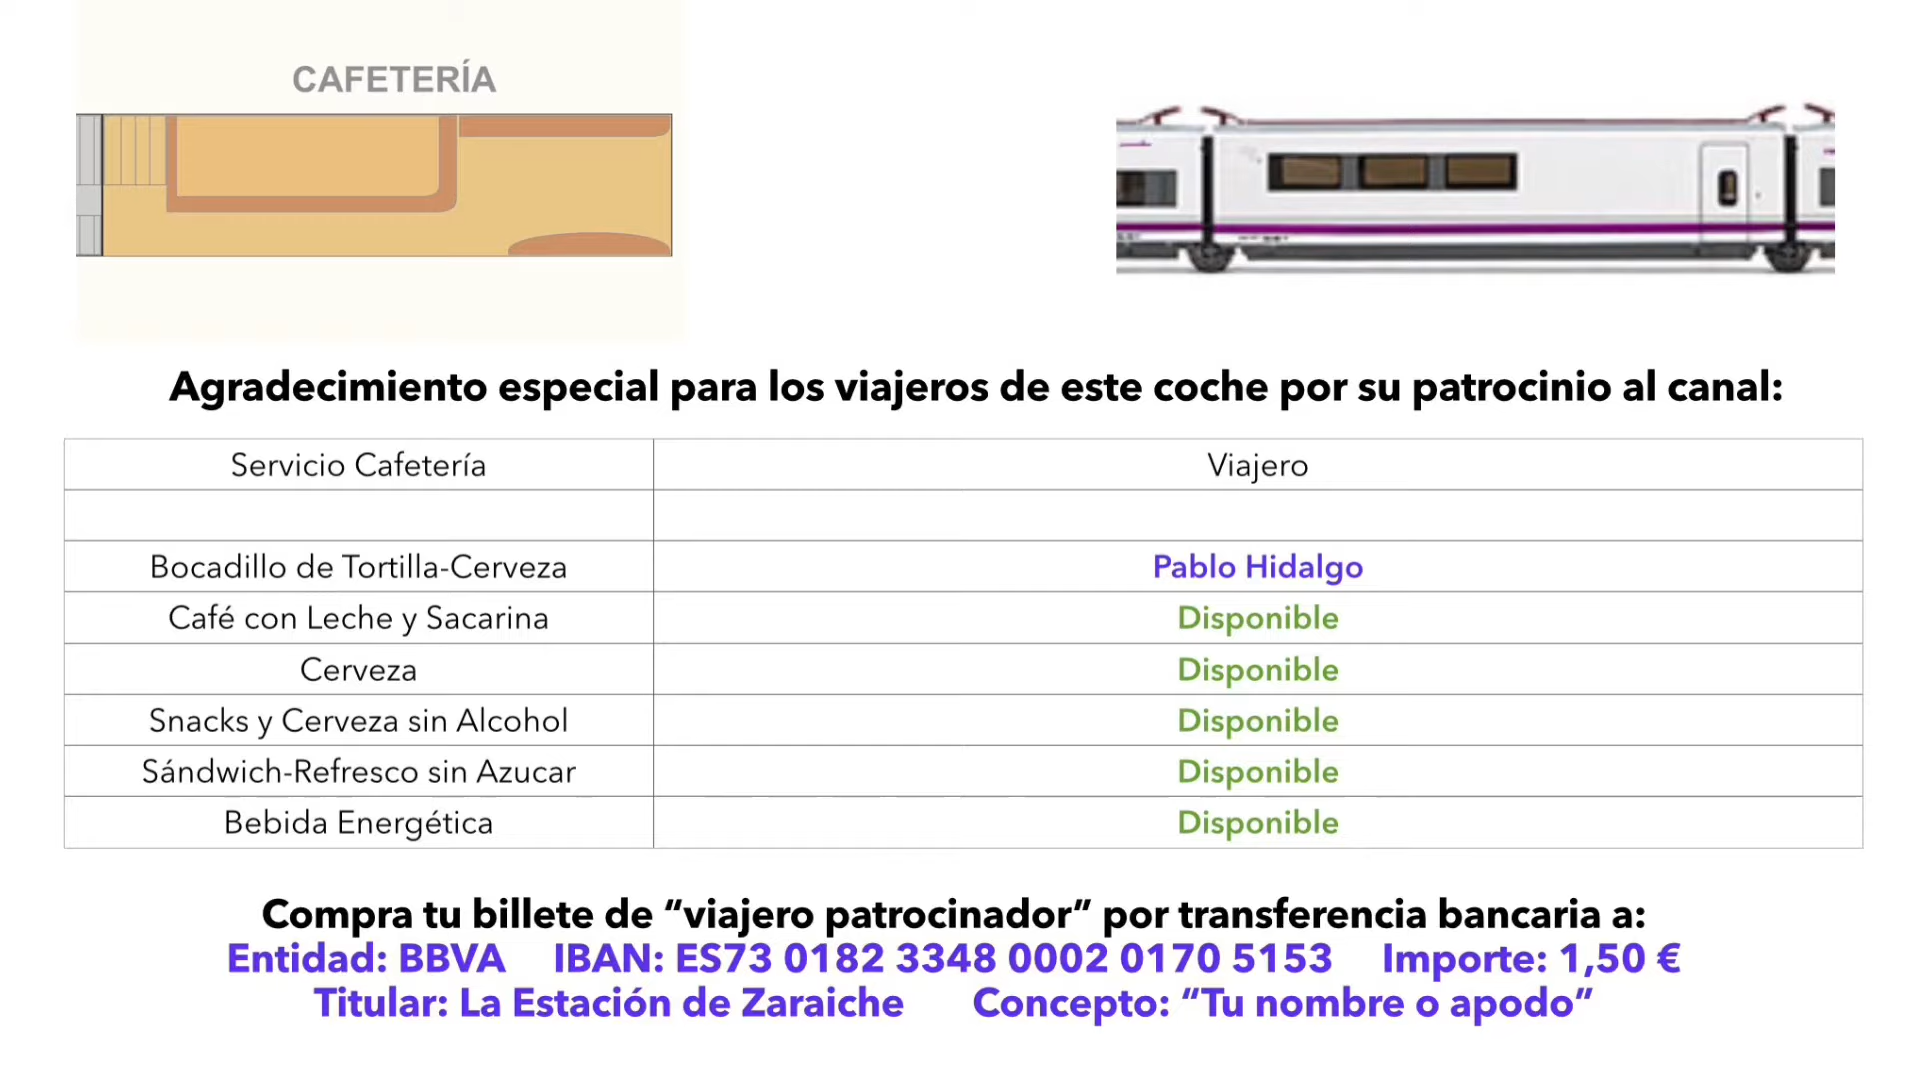 CAFETERÍA
Agradecimiento especial para los viajeros de este coche por su patrocinio al canal:
Servicio Cafetería Viajero
Bocadillo de Tortilla-Cerveza Pablo Hidalgo
Café con Leche y Sacarina Disponible
Cerveza Disponible
Snacks y Cerveza sin Alcohol Disponible
Sándwich-Refresco sin Azucar Disponible
Bebida Energética Disponible
Compra tu billete de “viajero patrocinador” por transferencia bancaria a:
Entidad: BBVA IBAN: ES73 0182 3348 0002 0170 5153 Importe: 1,50 €
Titular: La Estación de Zaraiche Concepto: “Tu nombre o apodo”